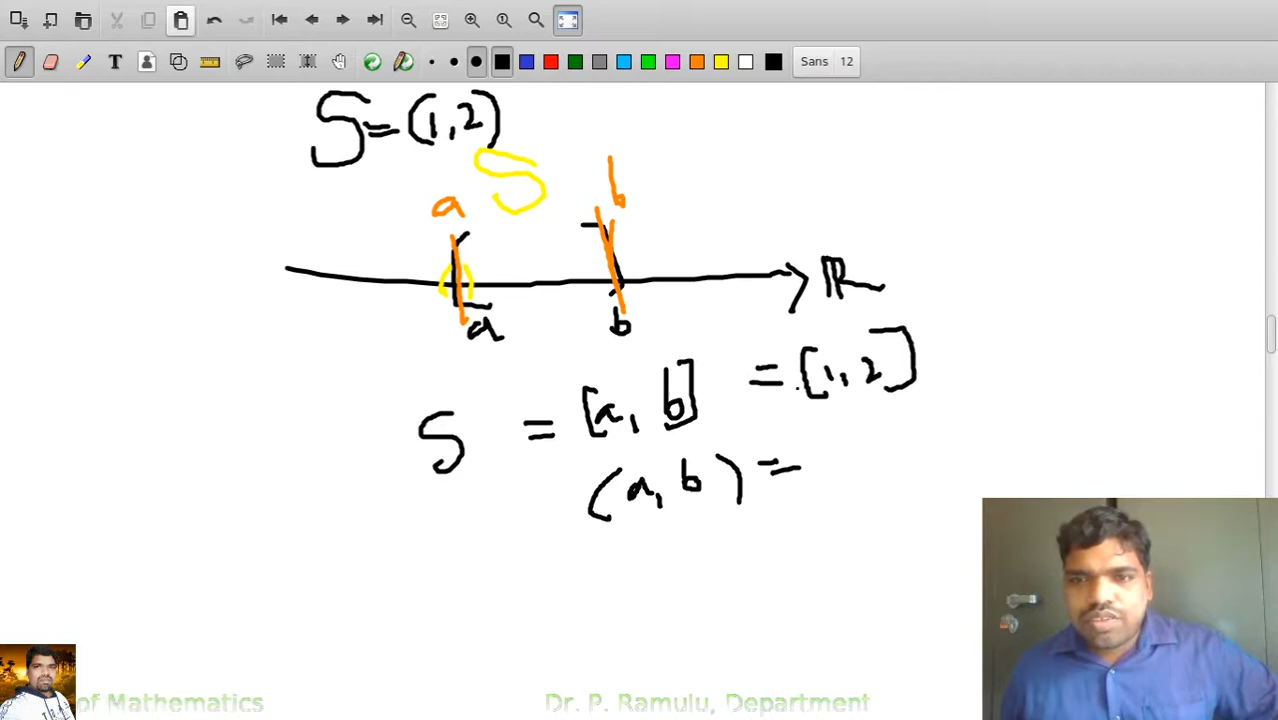 Sans 12
S = (1, 2)
S
a b
ℝ
a b
S = [a, b] = [1, 2]
(a, b) =
of Mathematics Dr. P. Ramulu, Department